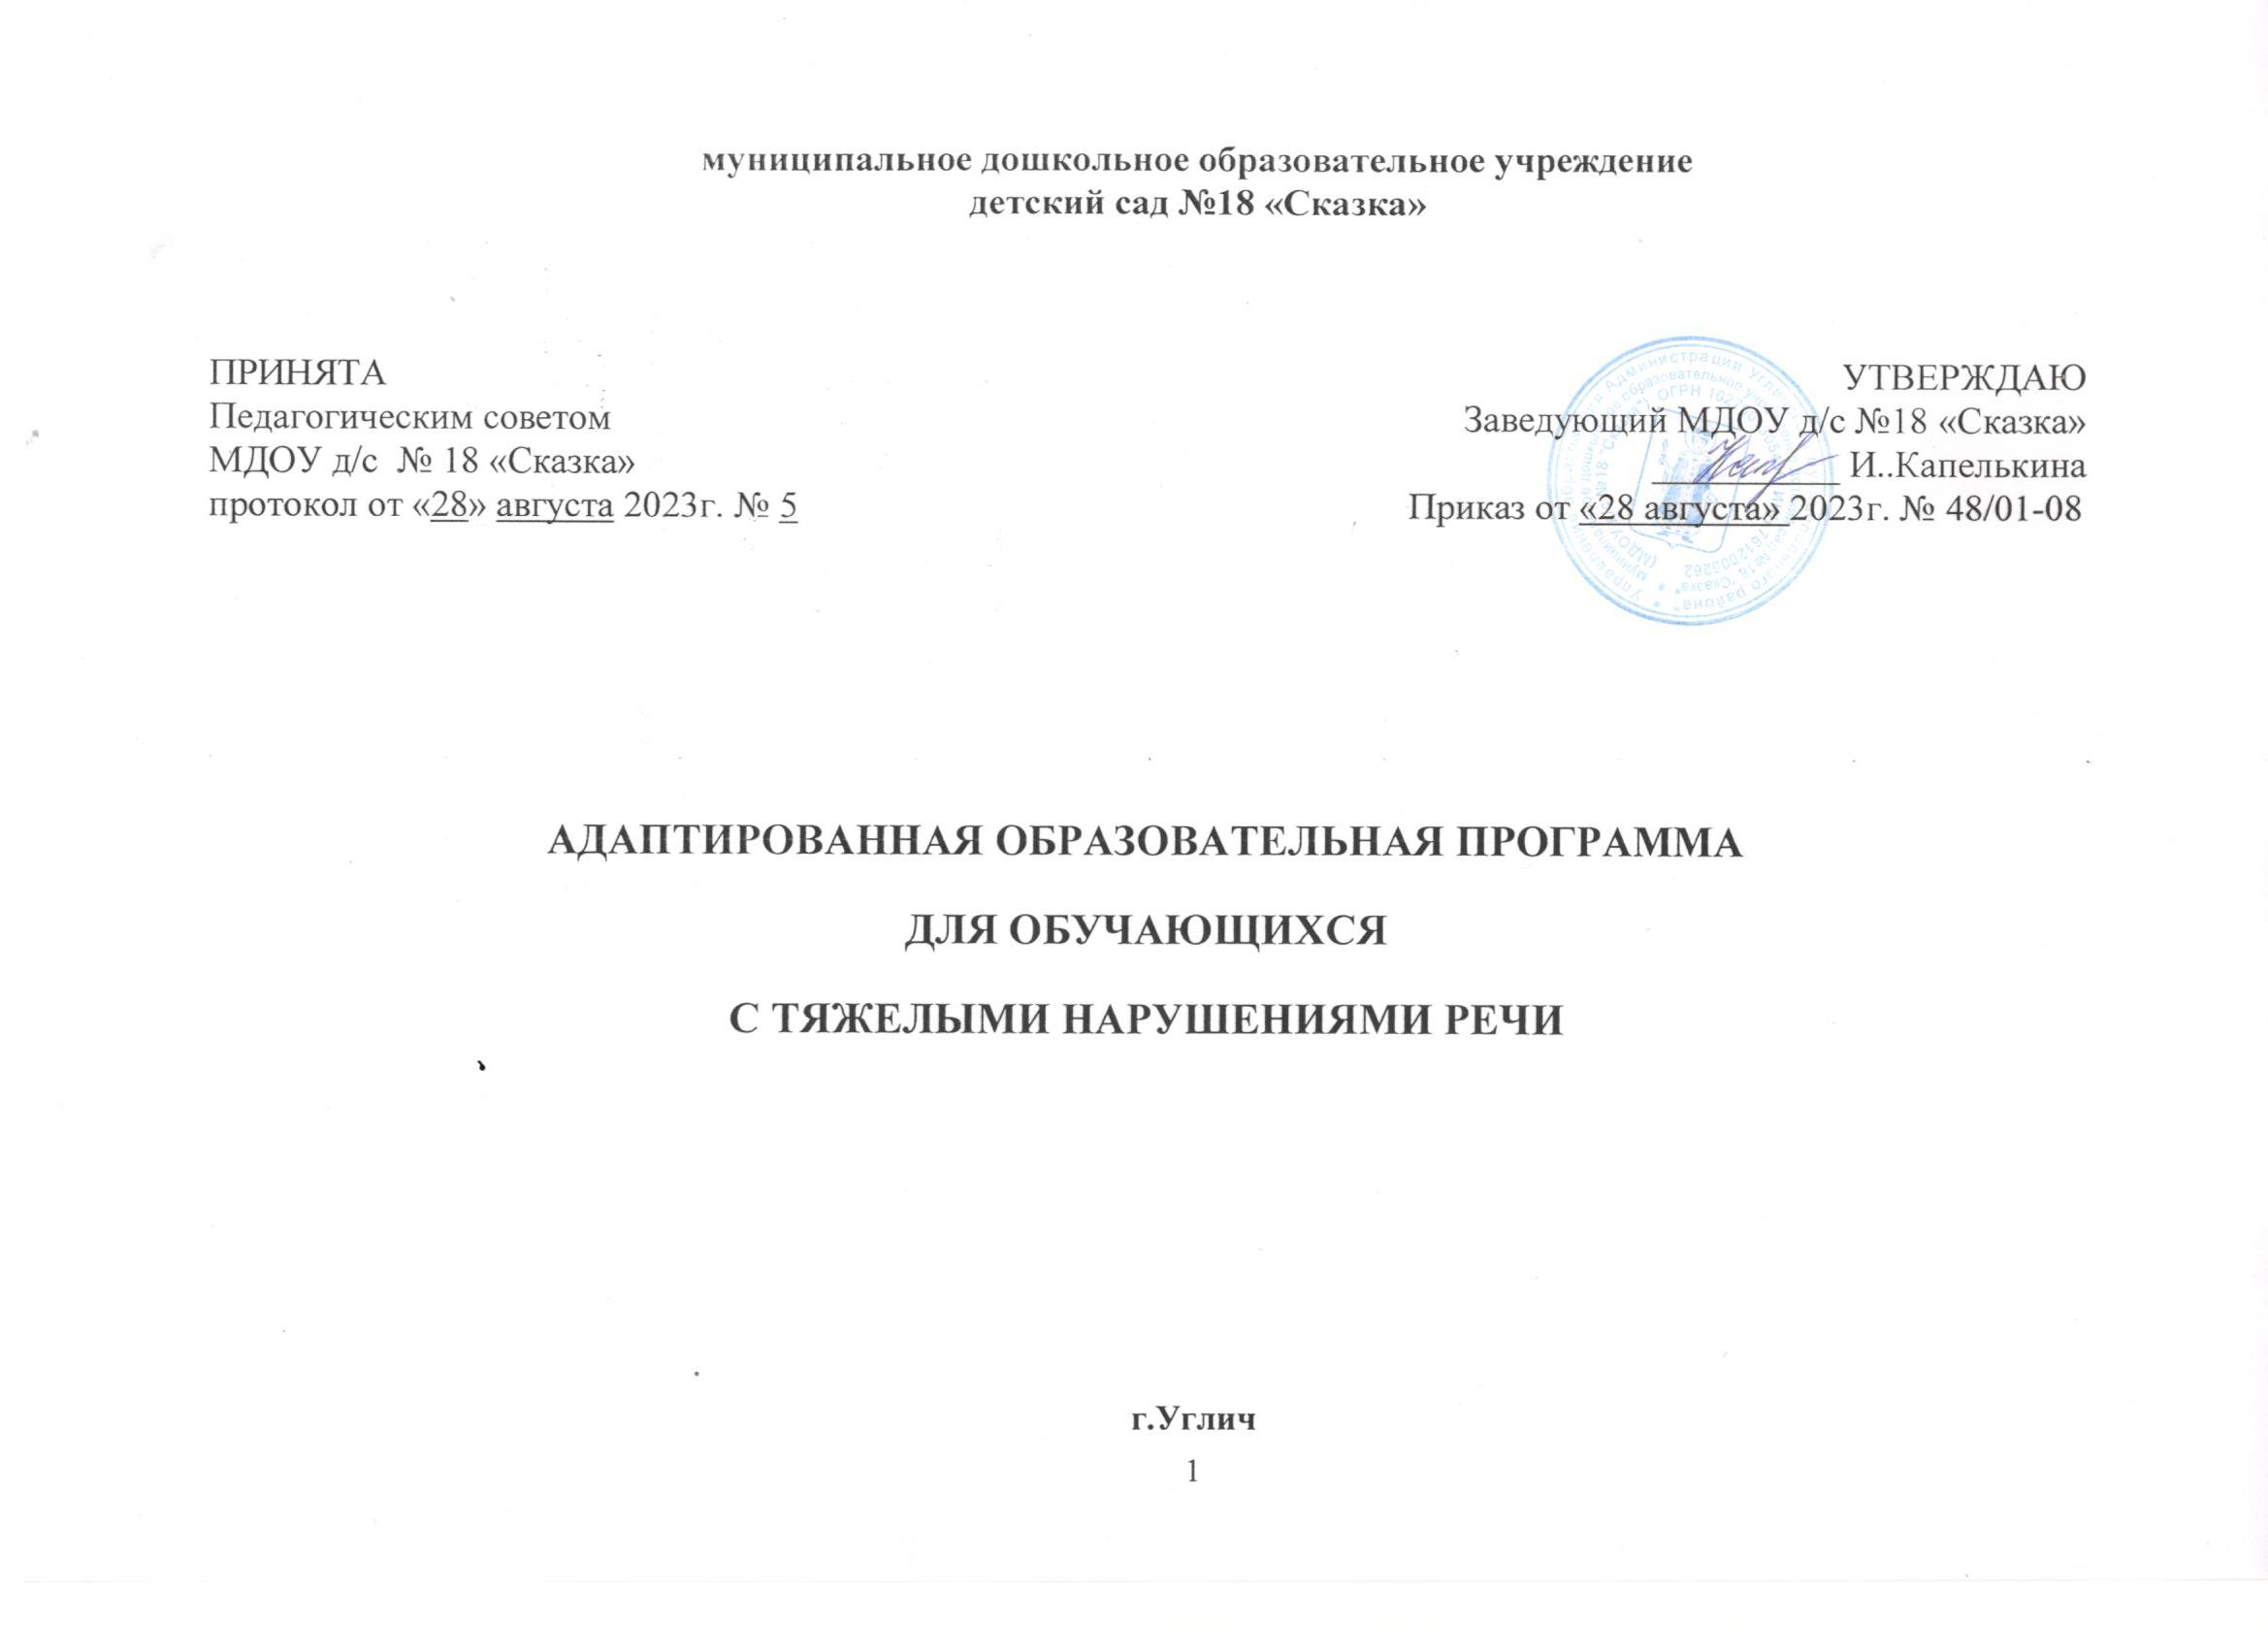 муниципальное дошкольное образовательное учреждение
детский сад №18 «Сказка»
ПРИНЯТА
Педагогическим советом
МДОУ д/с № 18 «Сказка»
протокол от «28» августа 2023г. № 5
УТВЕРЖДАЮ
Заведующий МДОУ д/с №18 «Сказка»
И..Капелькина
Приказ от «28 августа» 2023г. № 48/01-08
АДАПТИРОВАННАЯ ОБРАЗОВАТЕЛЬНАЯ ПРОГРАММА
ДЛЯ ОБУЧАЮЩИХСЯ
С ТЯЖЕЛЫМИ НАРУШЕНИЯМИ РЕЧИ
г.Углич
1